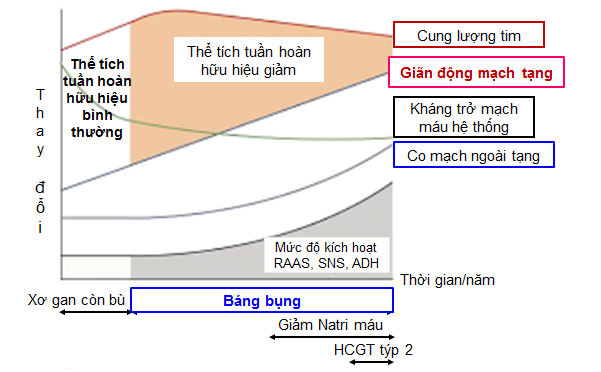 Thay đổi
Thể tích
tuần hoàn
hữu hiệu
bình
thường
Thể tích tuần hoàn
hữu hiệu giảm
Cung lượng tim
Giãn động mạch tạng
Kháng trở mạch
máu hệ thống
Co mạch ngoài tạng
Mức độ kích hoạt
RAAS, SNS, ADH
Thời gian/năm
Xơ gan còn bù
Báng bụng
Giảm Natri máu
HCGT týp 2